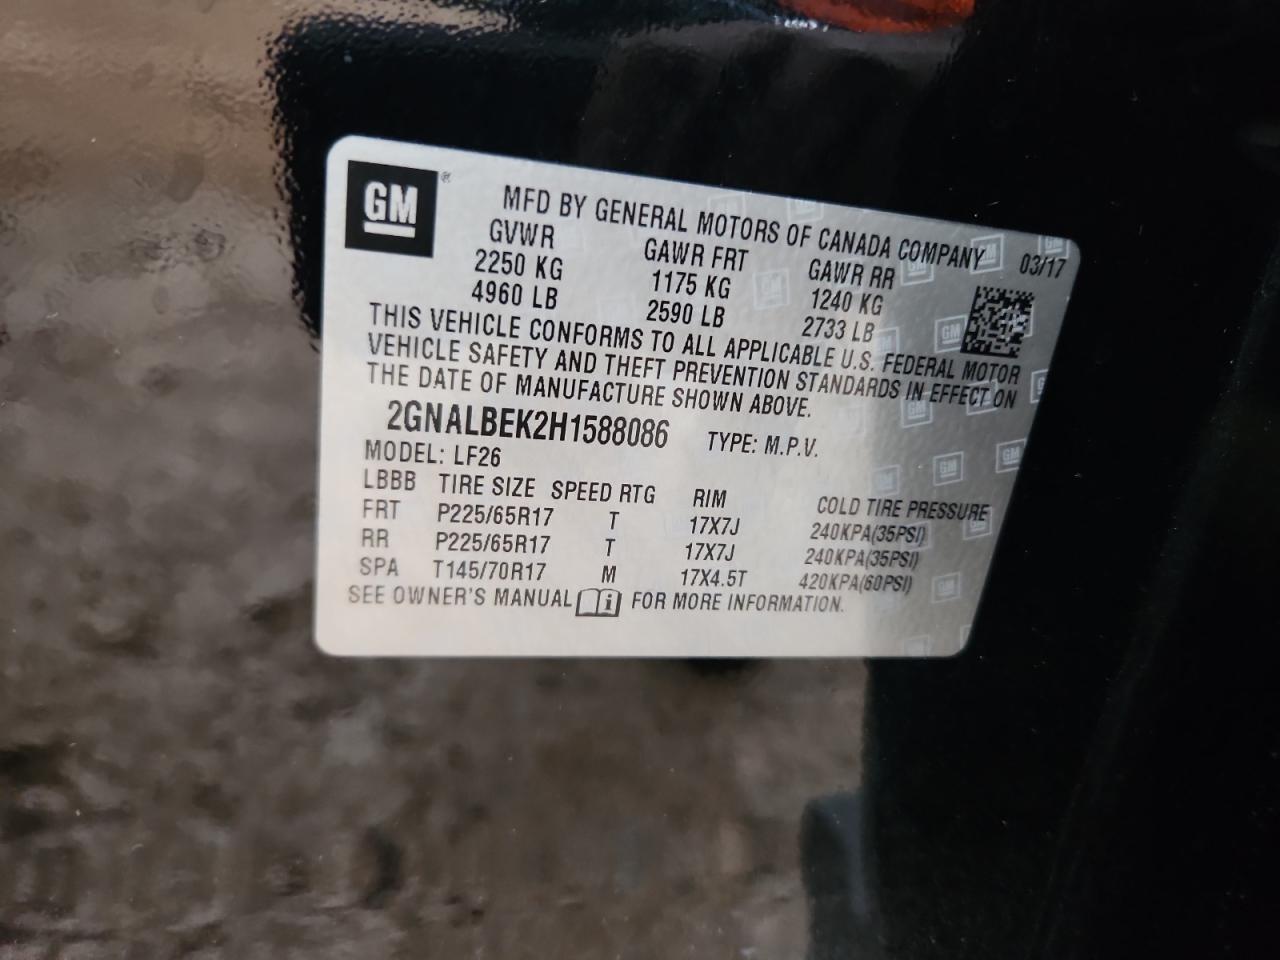 GM ®
MFD BY GENERAL MOTORS OF CANADA COMPANY
GVWR GAWR FRT GAWR RR 03/17
2250 KG 1175 KG 1240 KG
4960 LB 2590 LB 2733 LB
THIS VEHICLE CONFORMS TO ALL APPLICABLE U.S. FEDERAL MOTOR
VEHICLE SAFETY AND THEFT PREVENTION STANDARDS IN EFFECT ON
THE DATE OF MANUFACTURE SHOWN ABOVE.
2GNALBEK2H1588086 TYPE: M.P.V.
MODEL: LF26
LBBB TIRE SIZE SPEED RTG RIM COLD TIRE PRESSURE
FRT P225/65R17 T 17X7J 240KPA(35PSI)
RR P225/65R17 T 17X7J 240KPA(35PSI)
SPA T145/70R17 M 17X4.5T 420KPA(60PSI)
SEE OWNER'S MANUAL i FOR MORE INFORMATION.